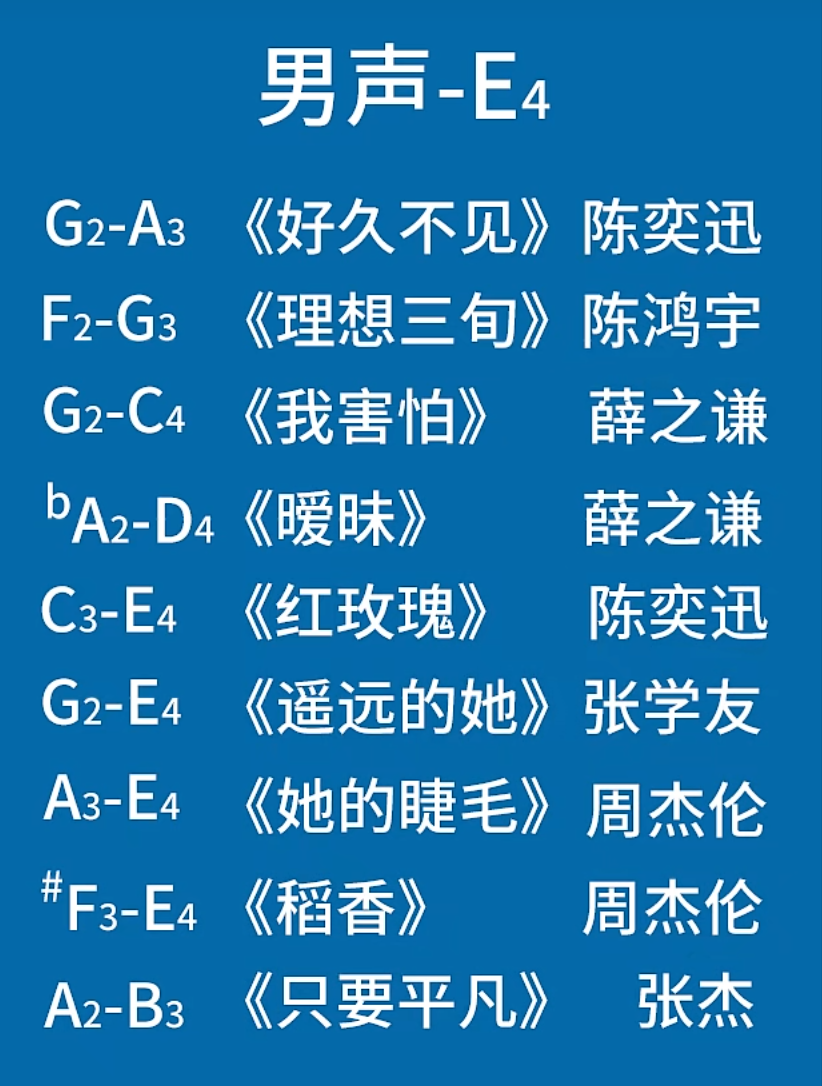 男声-E4
G2-A3 《好久不见》 陈奕迅
F2-G3 《理想三旬》 陈鸿宇
G2-C4 《我害怕》 薛之谦
bA2-D4 《暧昧》 薛之谦
C3-E4 《红玫瑰》 陈奕迅
G2-E4 《遥远的她》 张学友
A3-E4 《她的睫毛》 周杰伦
#F3-E4 《稻香》 周杰伦
A2-B3 《只要平凡》 张杰